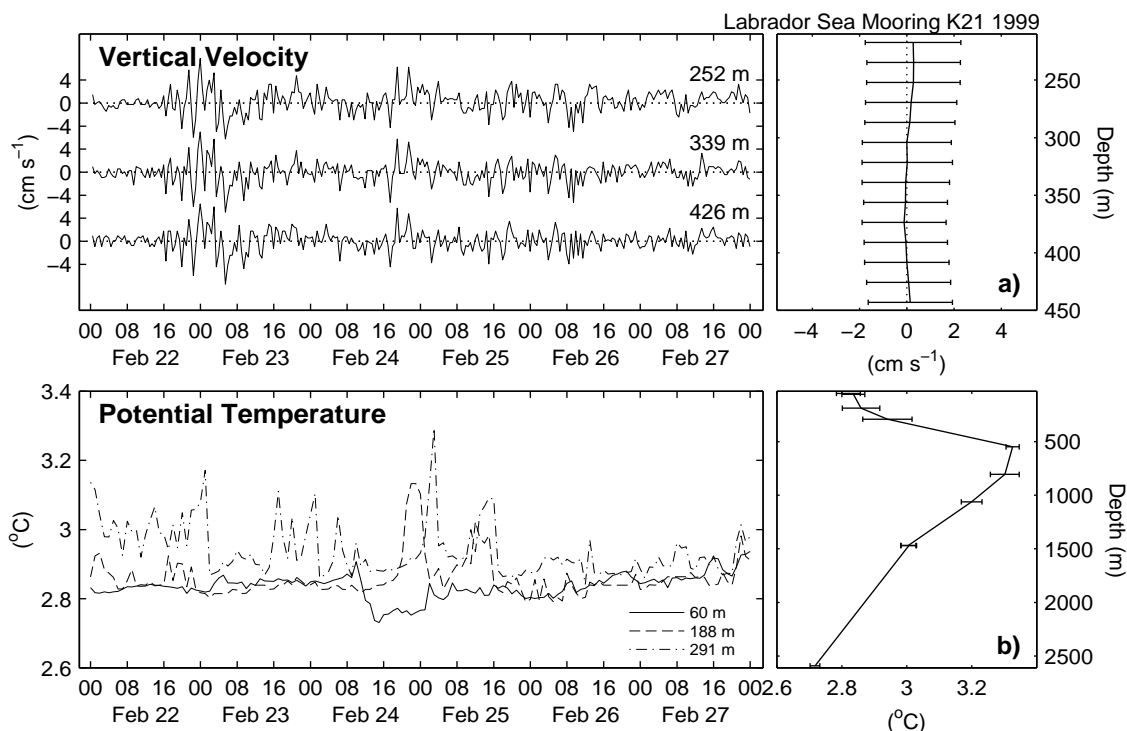 Labrador Sea Mooring K21 1999
Vertical Velocity
252 m
339 m
426 m
4
0
−4
4
0
−4
4
0
−4
(cm s⁻¹)
00 08 16 00 08 16 00 08 16 00 08 16 00 08 16 00 08 16 00
Feb 22 Feb 23 Feb 24 Feb 25 Feb 26 Feb 27
a)
250
300
350
400
450
Depth (m)
−4 −2 0 2 4
(cm s⁻¹)
Potential Temperature
3.4
3.2
3
2.8
2.6
(°C)
60 m
188 m
291 m
00 08 16 00 08 16 00 08 16 00 08 16 00 08 16 00 08 16 00
Feb 22 Feb 23 Feb 24 Feb 25 Feb 26 Feb 27
b)
500
1000
1500
2000
2500
Depth (m)
2.6 2.8 3 3.2
(°C)